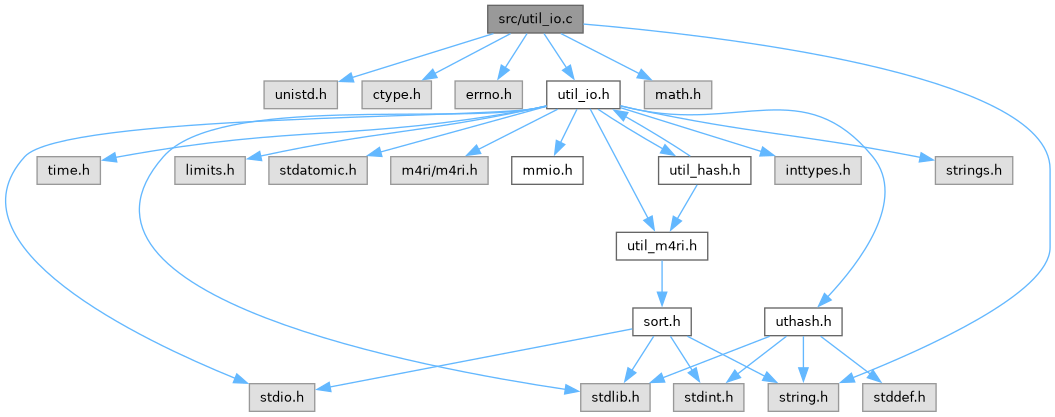 src/util_io.c
unistd.h
ctype.h
errno.h
util_io.h
math.h
time.h
limits.h
stdatomic.h
m4ri/m4ri.h
mmio.h
util_hash.h
inttypes.h
strings.h
util_m4ri.h
sort.h
uthash.h
stdio.h
stdlib.h
stdint.h
string.h
stddef.h